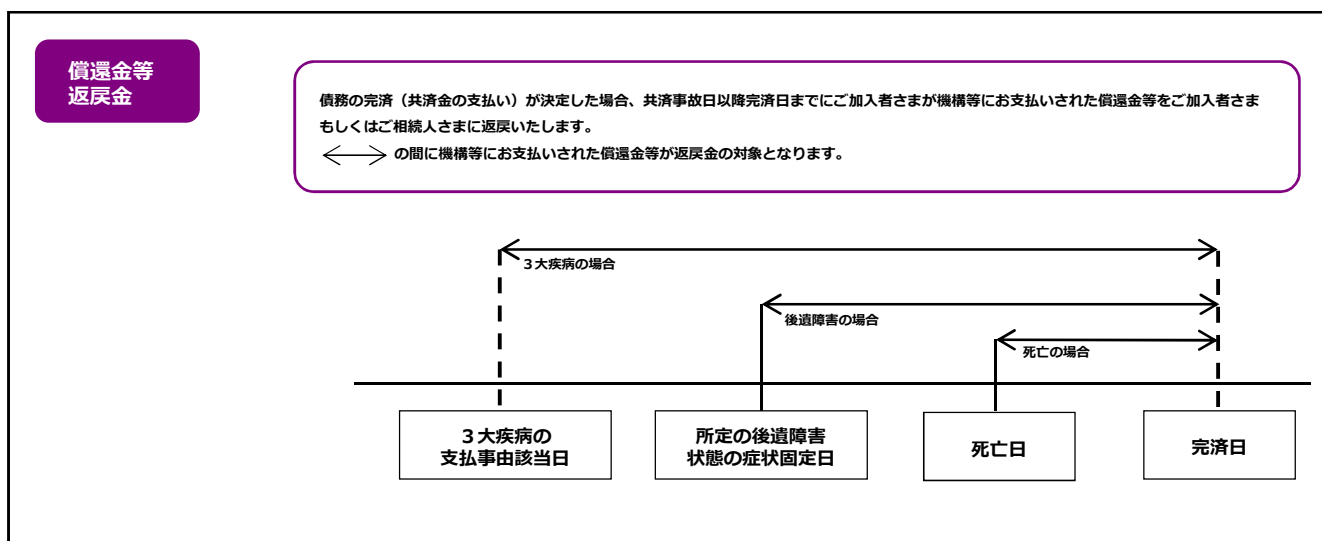 償還金等
返戻金
債務の完済（共済金の支払い）が決定した場合、共済事故日以降完済日までにご加入者さまが機構等にお支払いされた償還金等をご加入者さま
もしくはご相続人さまに返戻いたします。
の間に機構等にお支払いされた償還金等が返戻金の対象となります。
３大疾病の場合
後遺障害の場合
死亡の場合
３大疾病の
支払事由該当日
所定の後遺障害
状態の症状固定日
死亡日
完済日